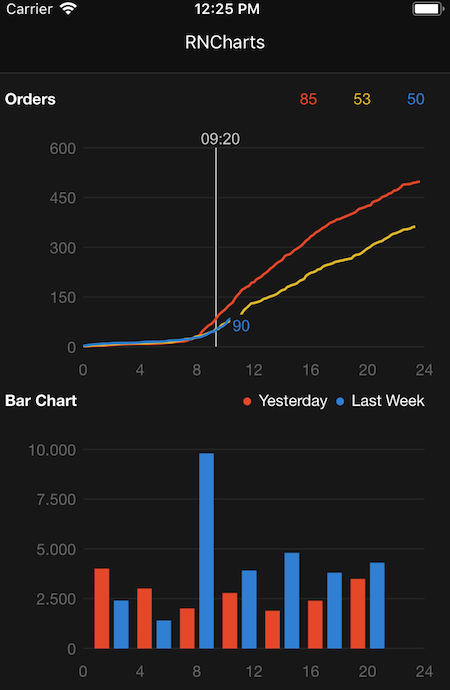 Carrier 12:25 PM
RNCharts
Orders 85 53 50
09:20
600
450
300
150
90
0
0 4 8 12 16 20 24
Bar Chart Yesterday Last Week
10.000
7.500
5.000
2.500
0
0 4 8 12 16 20 24